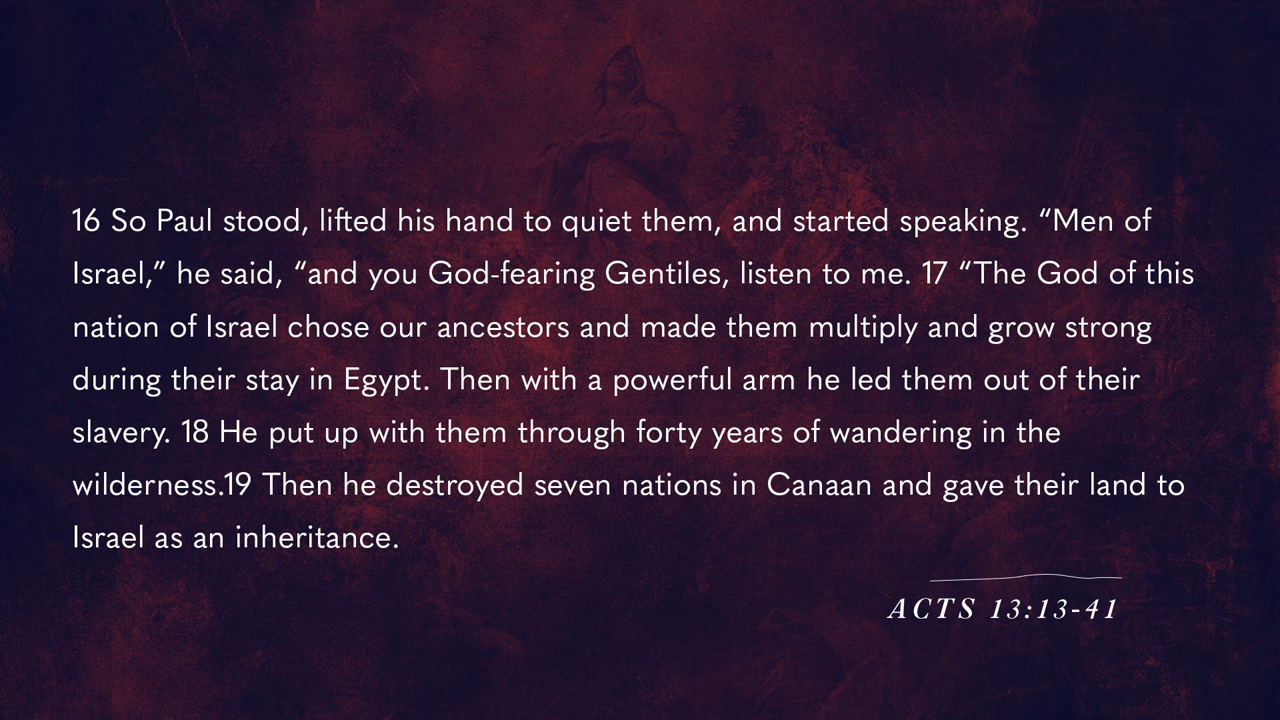 16 So Paul stood, lifted his hand to quiet them, and started speaking. “Men of
Israel,” he said, “and you God-fearing Gentiles, listen to me. 17 “The God of this
nation of Israel chose our ancestors and made them multiply and grow strong
during their stay in Egypt. Then with a powerful arm he led them out of their
slavery. 18 He put up with them through forty years of wandering in the
wilderness.19 Then he destroyed seven nations in Canaan and gave their land to
Israel as an inheritance.
ACTS 13:13-41